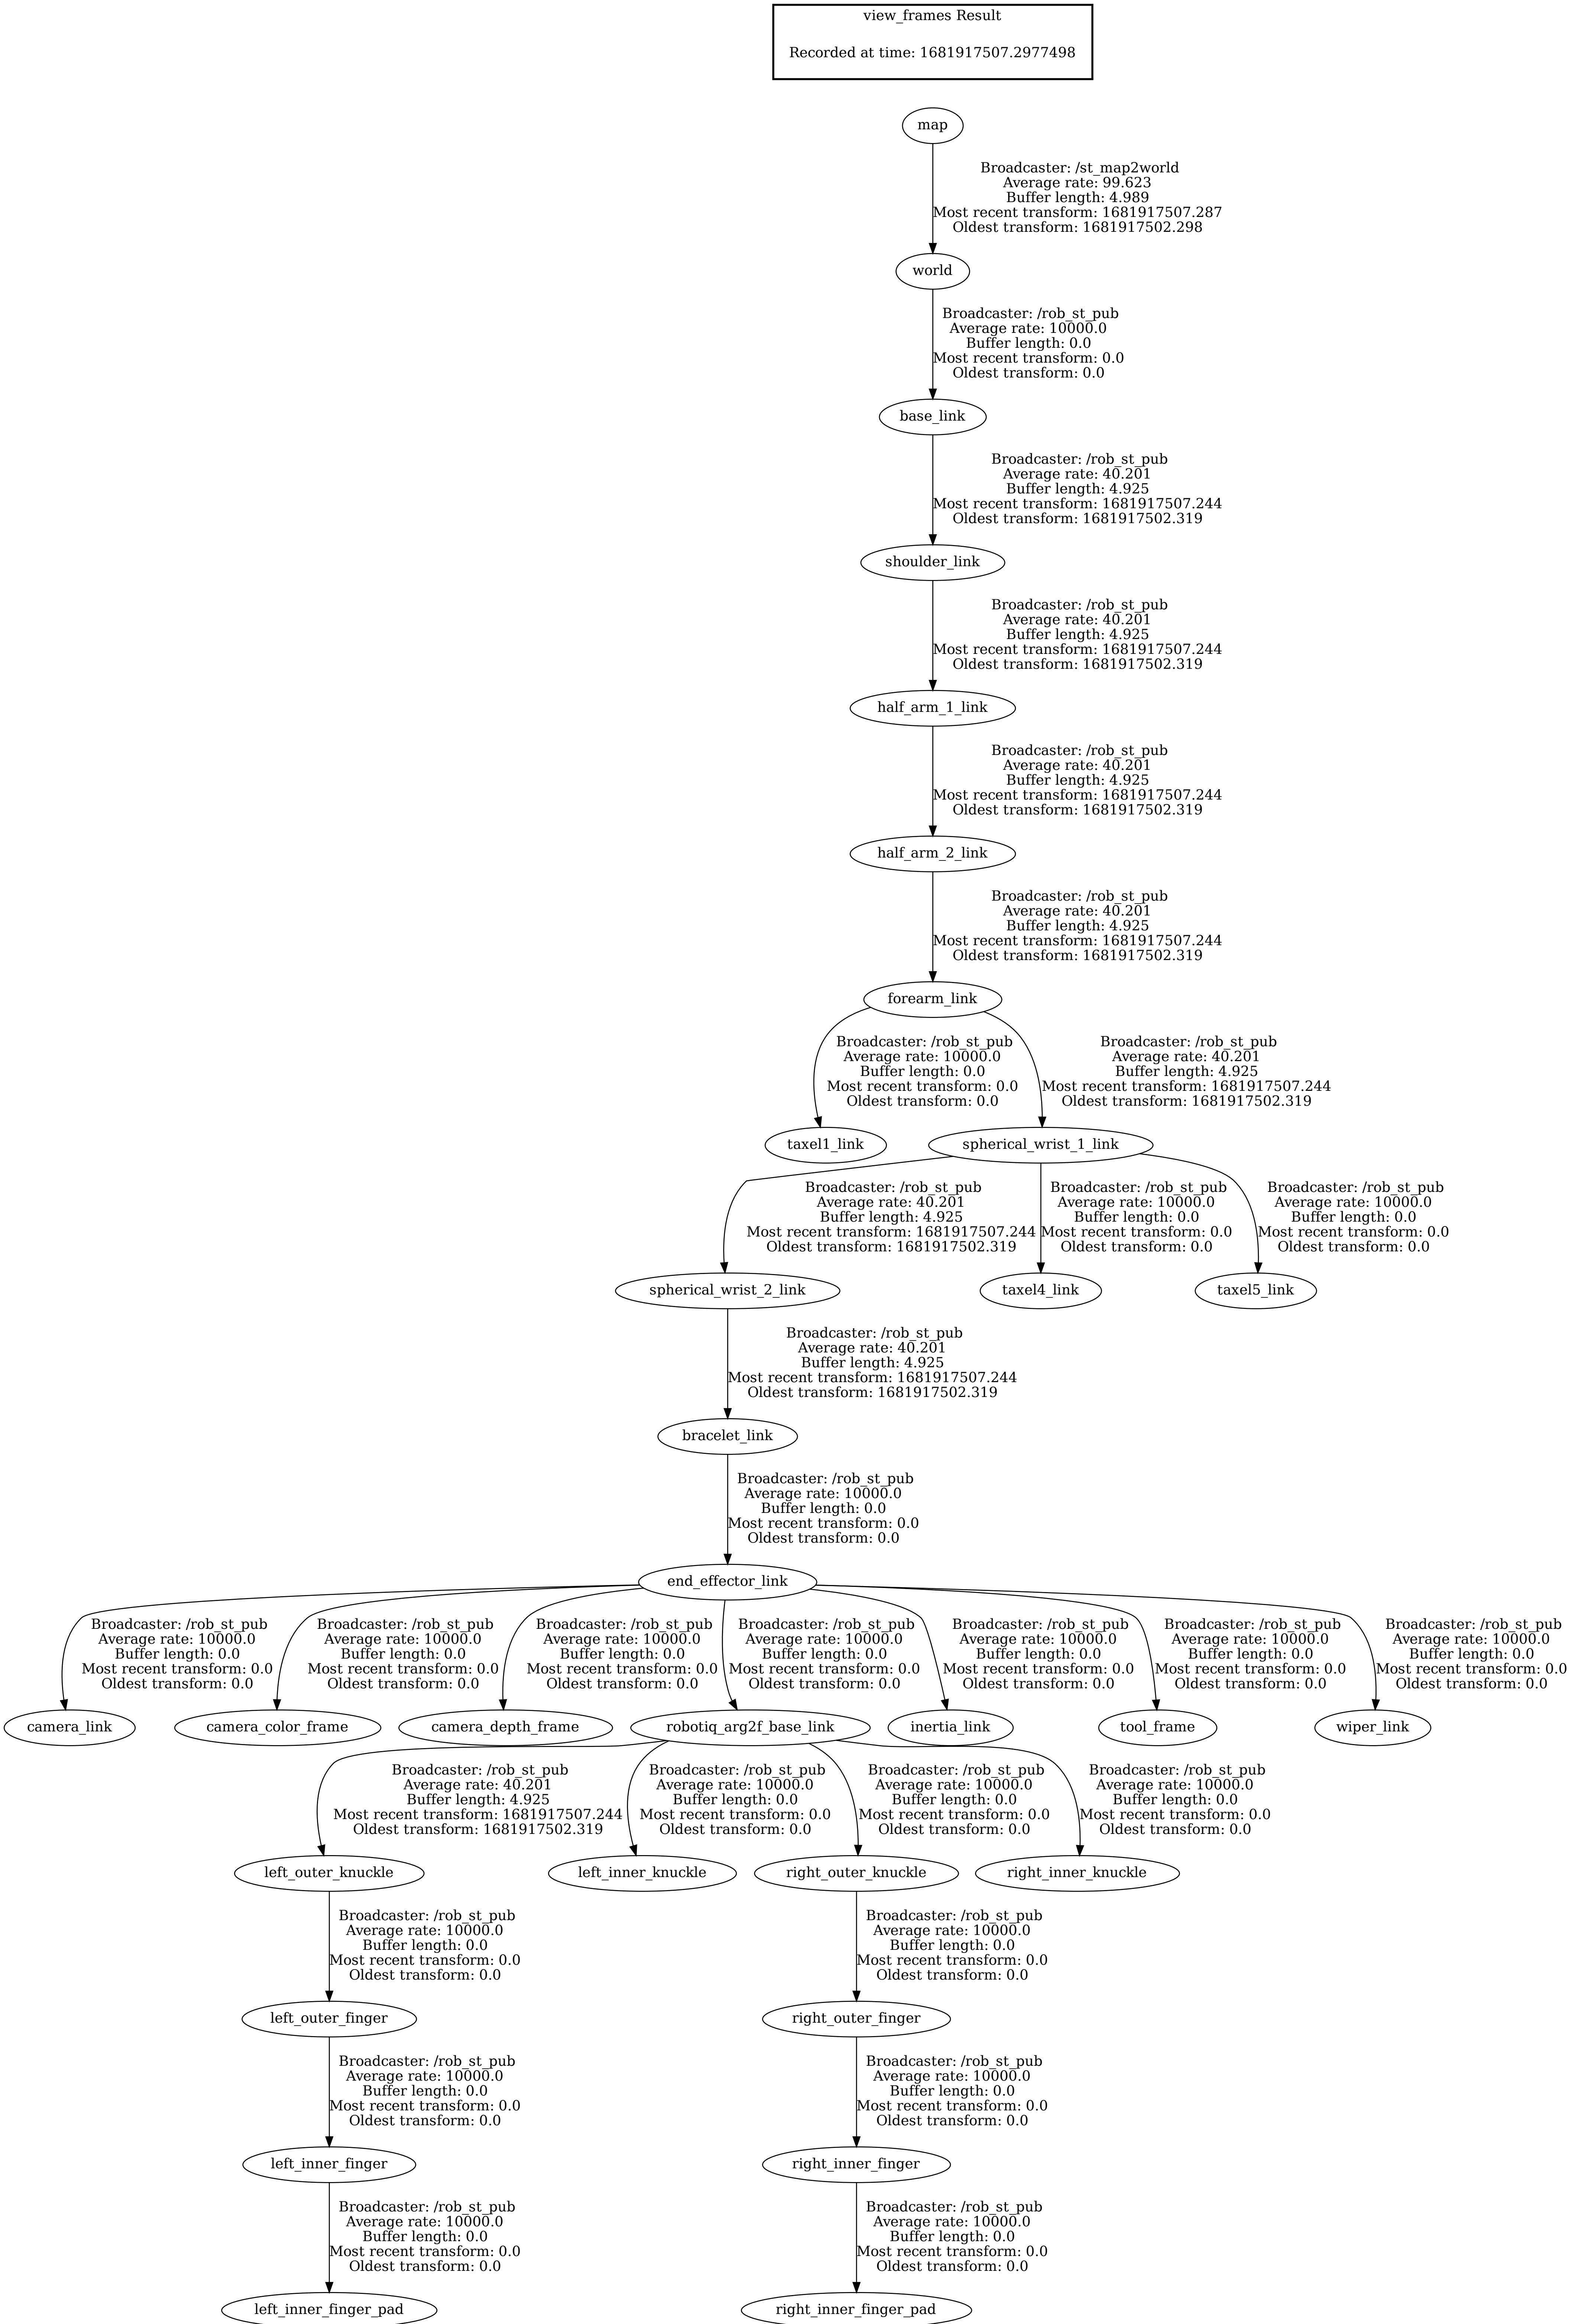 view_frames Result
Recorded at time: 1681917507.2977498
map
Broadcaster: /st_map2world
Average rate: 99.623
Buffer length: 4.989
Most recent transform: 1681917507.287
Oldest transform: 1681917502.298
world
Broadcaster: /rob_st_pub
Average rate: 10000.0
Buffer length: 0.0
Most recent transform: 0.0
Oldest transform: 0.0
base_link
Broadcaster: /rob_st_pub
Average rate: 40.201
Buffer length: 4.925
Most recent transform: 1681917507.244
Oldest transform: 1681917502.319
shoulder_link
Broadcaster: /rob_st_pub
Average rate: 40.201
Buffer length: 4.925
Most recent transform: 1681917507.244
Oldest transform: 1681917502.319
half_arm_1_link
Broadcaster: /rob_st_pub
Average rate: 40.201
Buffer length: 4.925
Most recent transform: 1681917507.244
Oldest transform: 1681917502.319
half_arm_2_link
Broadcaster: /rob_st_pub
Average rate: 40.201
Buffer length: 4.925
Most recent transform: 1681917507.244
Oldest transform: 1681917502.319
forearm_link
Broadcaster: /rob_st_pub
Average rate: 10000.0
Buffer length: 0.0
Most recent transform: 0.0
Oldest transform: 0.0
Broadcaster: /rob_st_pub
Average rate: 40.201
Buffer length: 4.925
Most recent transform: 1681917507.244
Oldest transform: 1681917502.319
taxel1_link
spherical_wrist_1_link
Broadcaster: /rob_st_pub
Average rate: 40.201
Buffer length: 4.925
Most recent transform: 1681917507.244
Oldest transform: 1681917502.319
Broadcaster: /rob_st_pub
Average rate: 10000.0
Buffer length: 0.0
Most recent transform: 0.0
Oldest transform: 0.0
Broadcaster: /rob_st_pub
Average rate: 10000.0
Buffer length: 0.0
Most recent transform: 0.0
Oldest transform: 0.0
spherical_wrist_2_link
taxel4_link
taxel5_link
Broadcaster: /rob_st_pub
Average rate: 40.201
Buffer length: 4.925
Most recent transform: 1681917507.244
Oldest transform: 1681917502.319
bracelet_link
Broadcaster: /rob_st_pub
Average rate: 10000.0
Buffer length: 0.0
Most recent transform: 0.0
Oldest transform: 0.0
end_effector_link
Broadcaster: /rob_st_pub
Average rate: 10000.0
Buffer length: 0.0
Most recent transform: 0.0
Oldest transform: 0.0
Broadcaster: /rob_st_pub
Average rate: 10000.0
Buffer length: 0.0
Most recent transform: 0.0
Oldest transform: 0.0
Broadcaster: /rob_st_pub
Average rate: 10000.0
Buffer length: 0.0
Most recent transform: 0.0
Oldest transform: 0.0
Broadcaster: /rob_st_pub
Average rate: 10000.0
Buffer length: 0.0
Most recent transform: 0.0
Oldest transform: 0.0
Broadcaster: /rob_st_pub
Average rate: 10000.0
Buffer length: 0.0
Most recent transform: 0.0
Oldest transform: 0.0
Broadcaster: /rob_st_pub
Average rate: 10000.0
Buffer length: 0.0
Most recent transform: 0.0
Oldest transform: 0.0
Broadcaster: /rob_st_pub
Average rate: 10000.0
Buffer length: 0.0
Most recent transform: 0.0
Oldest transform: 0.0
camera_link
camera_color_frame
camera_depth_frame
robotiq_arg2f_base_link
inertia_link
tool_frame
wiper_link
Broadcaster: /rob_st_pub
Average rate: 40.201
Buffer length: 4.925
Most recent transform: 1681917507.244
Oldest transform: 1681917502.319
Broadcaster: /rob_st_pub
Average rate: 10000.0
Buffer length: 0.0
Most recent transform: 0.0
Oldest transform: 0.0
Broadcaster: /rob_st_pub
Average rate: 10000.0
Buffer length: 0.0
Most recent transform: 0.0
Oldest transform: 0.0
Broadcaster: /rob_st_pub
Average rate: 10000.0
Buffer length: 0.0
Most recent transform: 0.0
Oldest transform: 0.0
left_outer_knuckle
left_inner_knuckle
right_outer_knuckle
right_inner_knuckle
Broadcaster: /rob_st_pub
Average rate: 10000.0
Buffer length: 0.0
Most recent transform: 0.0
Oldest transform: 0.0
Broadcaster: /rob_st_pub
Average rate: 10000.0
Buffer length: 0.0
Most recent transform: 0.0
Oldest transform: 0.0
left_outer_finger
right_outer_finger
Broadcaster: /rob_st_pub
Average rate: 10000.0
Buffer length: 0.0
Most recent transform: 0.0
Oldest transform: 0.0
Broadcaster: /rob_st_pub
Average rate: 10000.0
Buffer length: 0.0
Most recent transform: 0.0
Oldest transform: 0.0
left_inner_finger
right_inner_finger
Broadcaster: /rob_st_pub
Average rate: 10000.0
Buffer length: 0.0
Most recent transform: 0.0
Oldest transform: 0.0
Broadcaster: /rob_st_pub
Average rate: 10000.0
Buffer length: 0.0
Most recent transform: 0.0
Oldest transform: 0.0
left_inner_finger_pad
right_inner_finger_pad